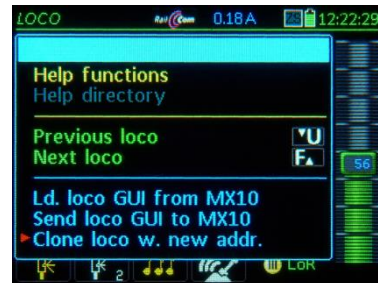 LOCO RailCom 0.18 A 12:22:29
Help functions
Help directory
Previous loco U
Next loco F
56
Ld. loco GUI from MX10
Send loco GUI to MX10
Clone loco w. new addr.
2 LoR